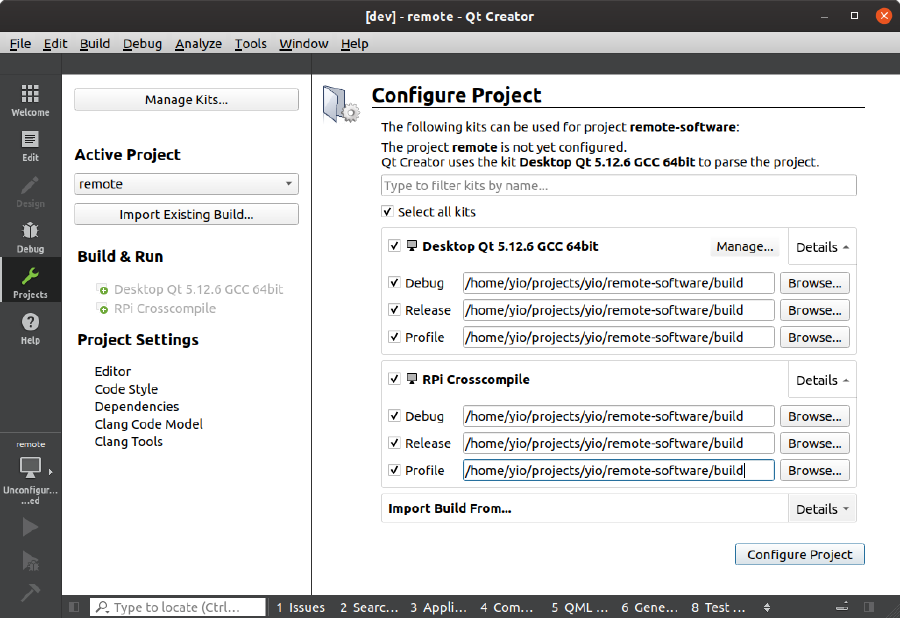 [dev] - remote - Qt Creator
File Edit Build Debug Analyze Tools Window Help
Welcome
Edit
Design
Debug
Projects
Help
remote
Unconfigur...
...ed
Manage Kits...
Active Project
remote
Import Existing Build...
Build & Run
Desktop Qt 5.12.6 GCC 64bit
RPi Crosscompile
Project Settings
Editor
Code Style
Dependencies
Clang Code Model
Clang Tools
Configure Project
The following kits can be used for project remote-software:
The project remote is not yet configured.
Qt Creator uses the kit Desktop Qt 5.12.6 GCC 64bit to parse the project.
Type to filter kits by name...
Select all kits
Desktop Qt 5.12.6 GCC 64bit Manage... Details
Debug /home/yio/projects/yio/remote-software/build Browse...
Release /home/yio/projects/yio/remote-software/build Browse...
Profile /home/yio/projects/yio/remote-software/build Browse...
RPi Crosscompile Details
Debug /home/yio/projects/yio/remote-software/build Browse...
Release /home/yio/projects/yio/remote-software/build Browse...
Profile /home/yio/projects/yio/remote-software/build Browse...
Import Build From... Details
Configure Project
Type to locate (Ctrl... 1 Issues 2 Searc... 3 Appli... 4 Com... 5 QML ... 6 Gene... 8 Test ...